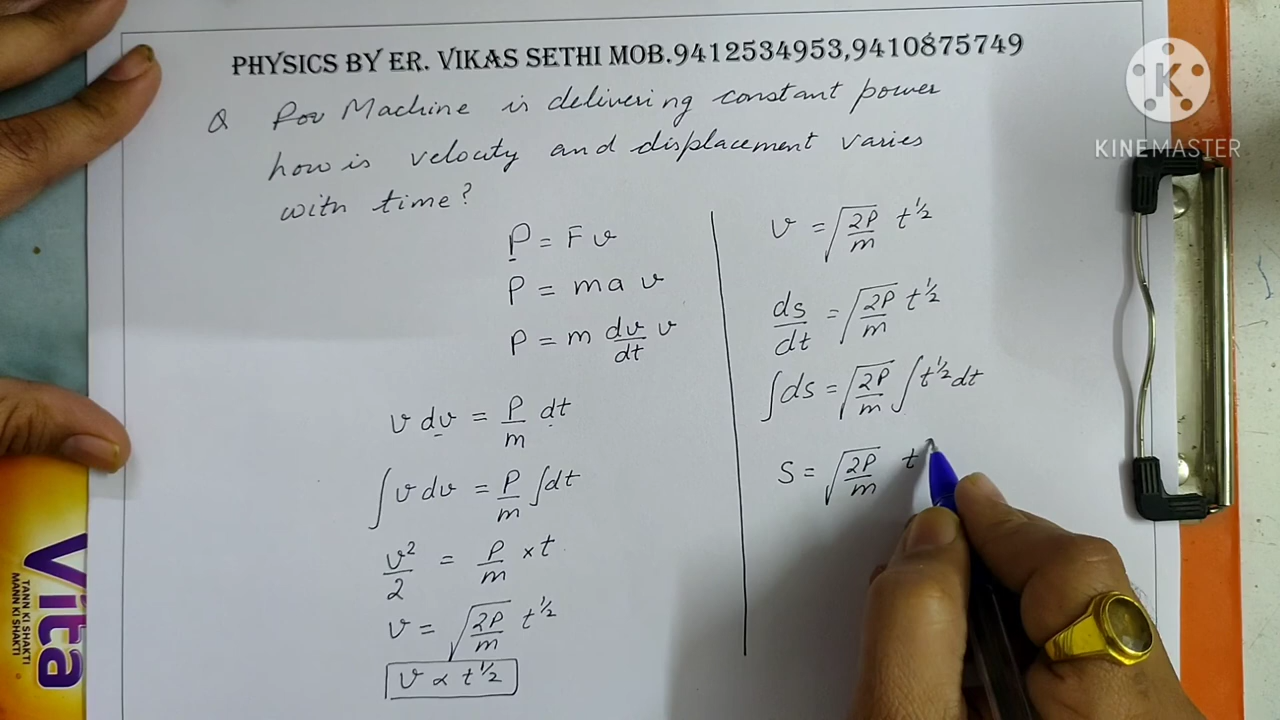 PHYSICS BY ER. VIKAS SETHI MOB.9412534953,9410875749
K
KINEMASTER
Q For Machine is delivering constant power
how is velocity and displacement varies
with time?
P = F v
P = m a v
P = m dv/dt v
v dv = P/m dt
∫ v dv = P/m ∫ dt
v²/2 = P/m × t
v = √(2P/m) t^1/2
v ∝ t^1/2
v = √(2P/m) t^1/2
ds/dt = √(2P/m) t^1/2
∫ ds = √(2P/m) ∫ t^1/2 dt
S = √(2P/m) t
Vita
TANN KI SHAKTI
MANN KI SHAKTI